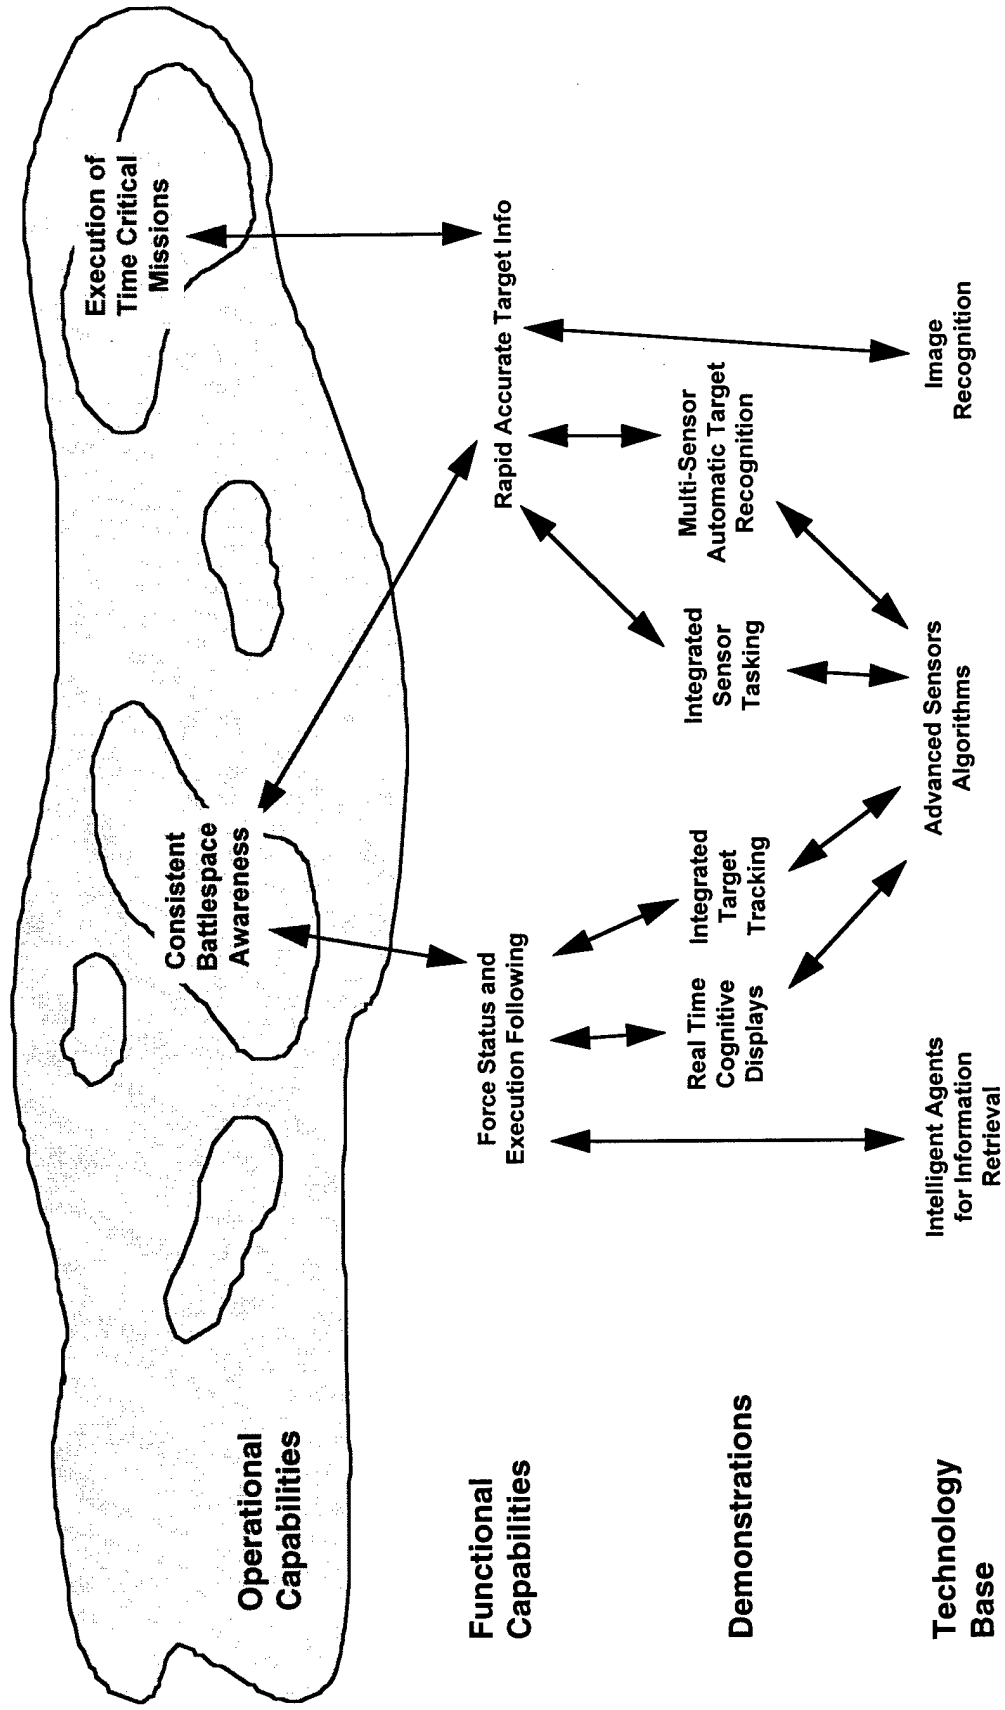 Operational
Capabilities
Consistent
Battlespace
Awareness
Execution of
Time Critical
Missions
Functional
Capabilities
Force Status and
Execution Following
Rapid Accurate Target Info
Demonstrations
Real Time
Cognitive
Displays
Integrated
Target
Tracking
Integrated
Sensor
Tasking
Multi-Sensor
Automatic Target
Recognition
Technology
Base
Intelligent Agents
for Information
Retrieval
Advanced Sensors
Algorithms
Image
Recognition